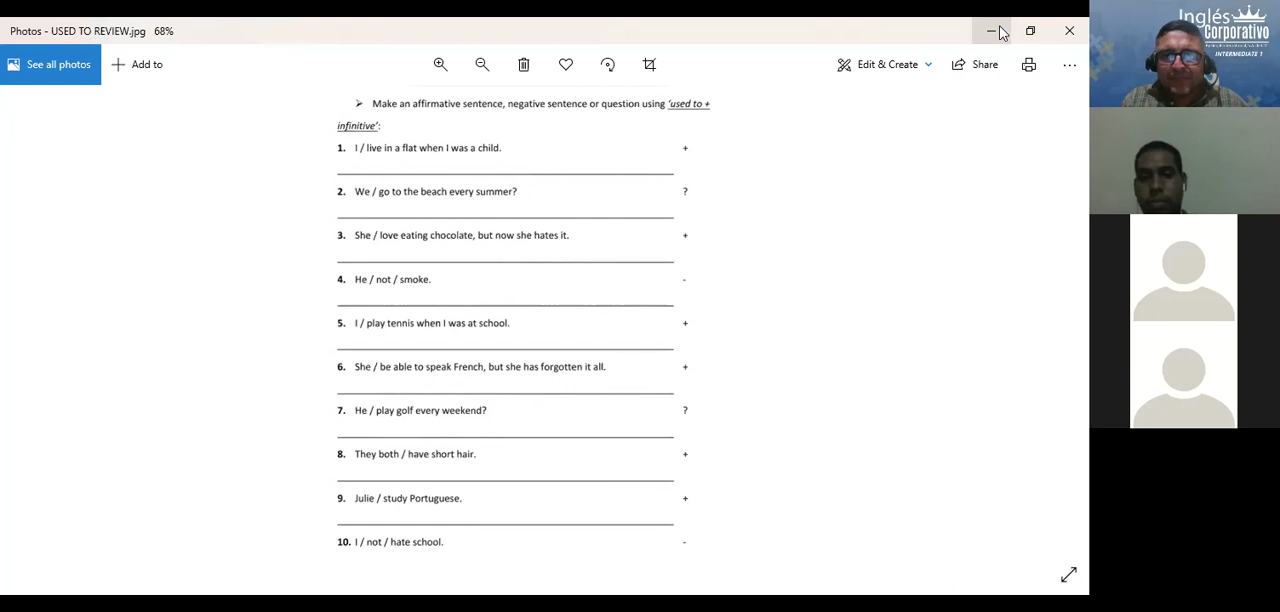 Photos - USED TO REVIEW.jpg 68%
See all photos
Add to
Edit & Create
Share
Make an affirmative sentence, negative sentence or question using 'used to +
infinitive':
1. I / live in a flat when I was a child. +
2. We / go to the beach every summer? ?
3. She / love eating chocolate, but now she hates it. +
4. He / not / smoke. -
5. I / play tennis when I was at school. +
6. She / be able to speak French, but she has forgotten it all. +
7. He / play golf every weekend? ?
8. They both / have short hair. +
9. Julie / study Portuguese. +
10. I / not / hate school. -
Inglés
Corporativo
INTERMEDIATE 1